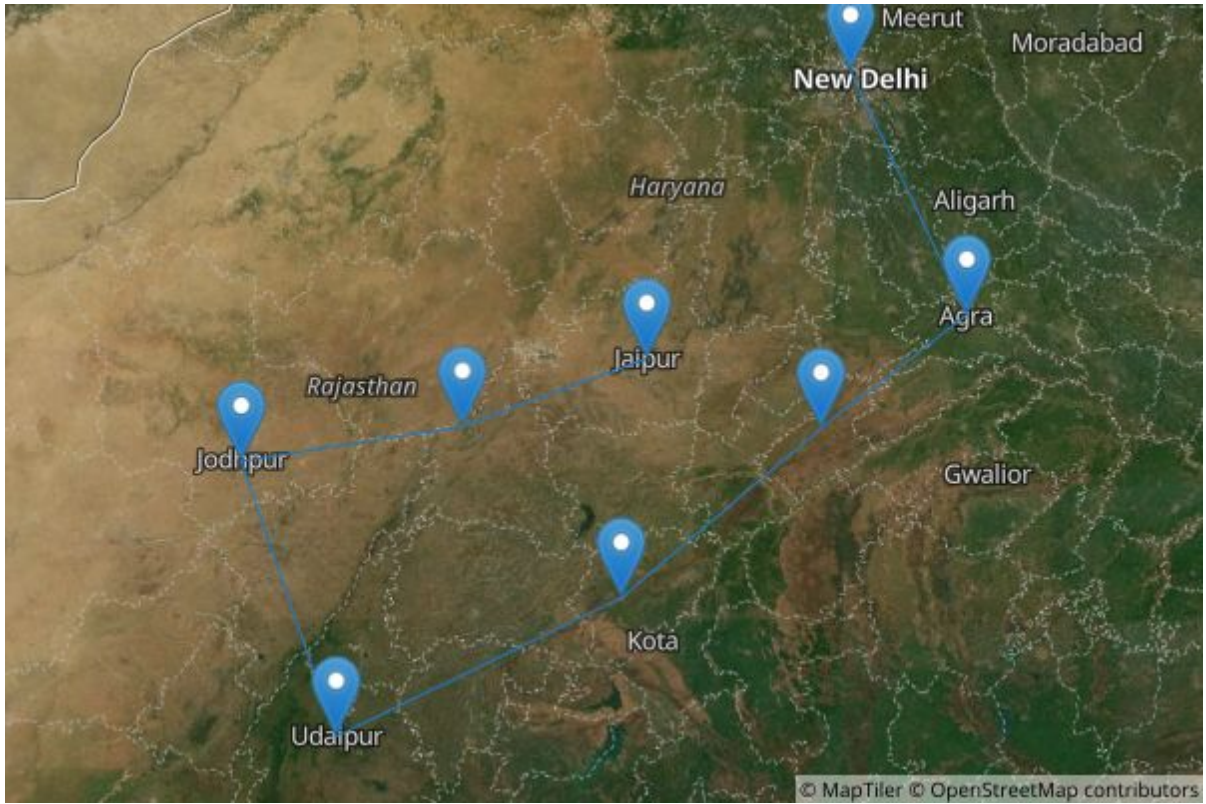 Meerut
Moradabad
New Delhi
Haryana
Aligarh
Agra
Jaipur
Rajasthan
Jodhpur
Gwalior
Kota
Udaipur
© MapTiler © OpenStreetMap contributors